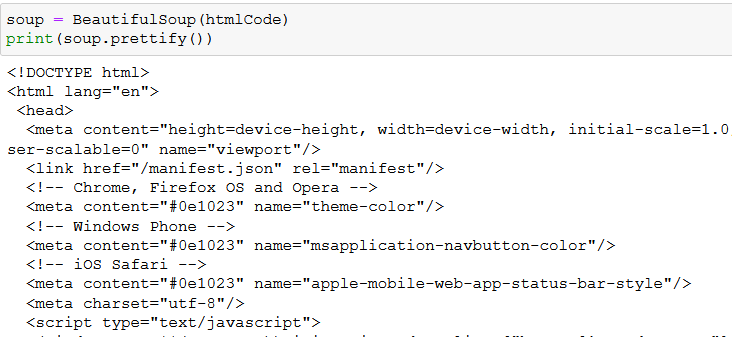 soup = BeautifulSoup(htmlCode)
print(soup.prettify())
<!DOCTYPE html>
<html lang="en">
<head>
<meta content="height=device-height, width=device-width, initial-scale=1.0
ser-scalable=0" name="viewport"/>
<link href="/manifest.json" rel="manifest"/>
<!-- Chrome, Firefox OS and Opera -->
<meta content="#0e1023" name="theme-color"/>
<!-- Windows Phone -->
<meta content="#0e1023" name="msapplication-navbutton-color"/>
<!-- iOS Safari -->
<meta content="#0e1023" name="apple-mobile-web-app-status-bar-style"/>
<meta charset="utf-8"/>
<script type="text/javascript">